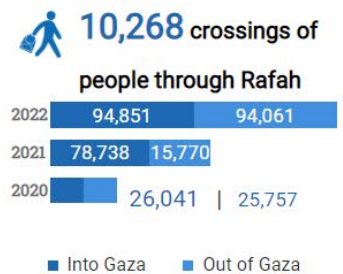 10,268 crossings of
people through Rafah
2022 94,851 94,061
2021 78,738 15,770
2020 26,041 | 25,757
Into Gaza Out of Gaza